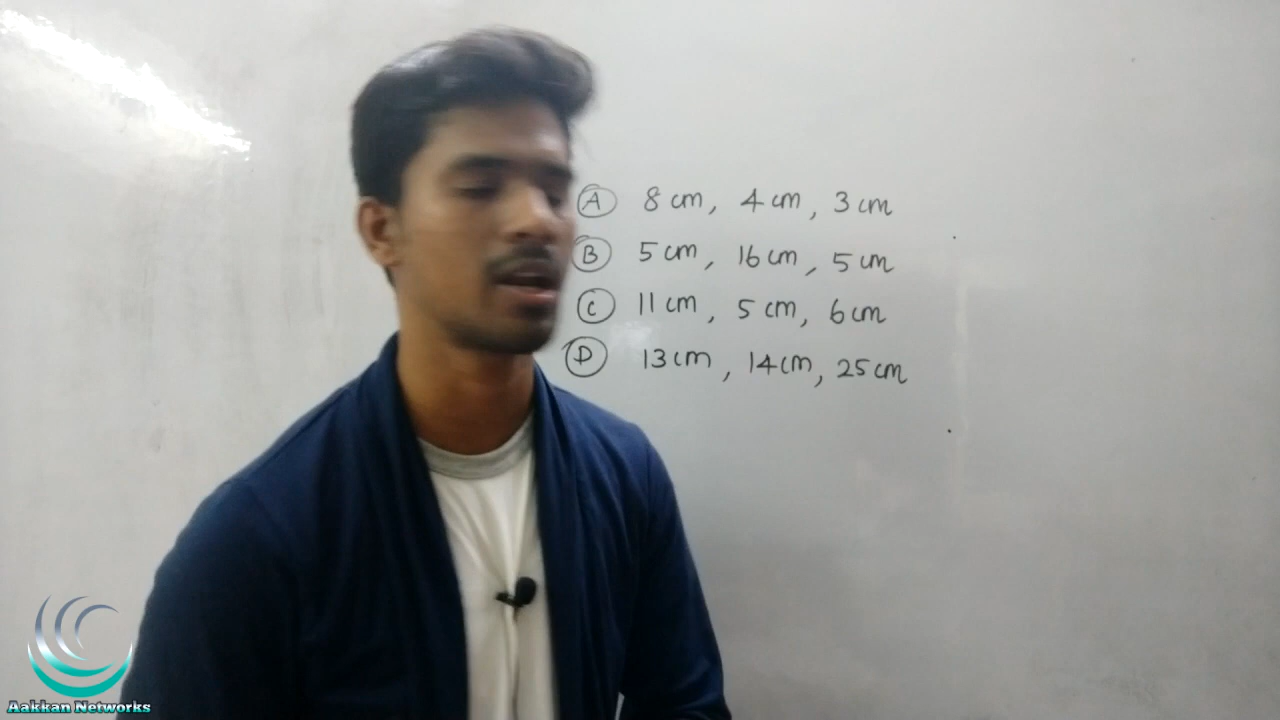 A 8 cm, 4 cm, 3 cm
B 5 cm, 16 cm, 5 cm
C 11 cm, 5 cm, 6 cm
D 13 cm, 14 cm, 25 cm
Aakkan Networks